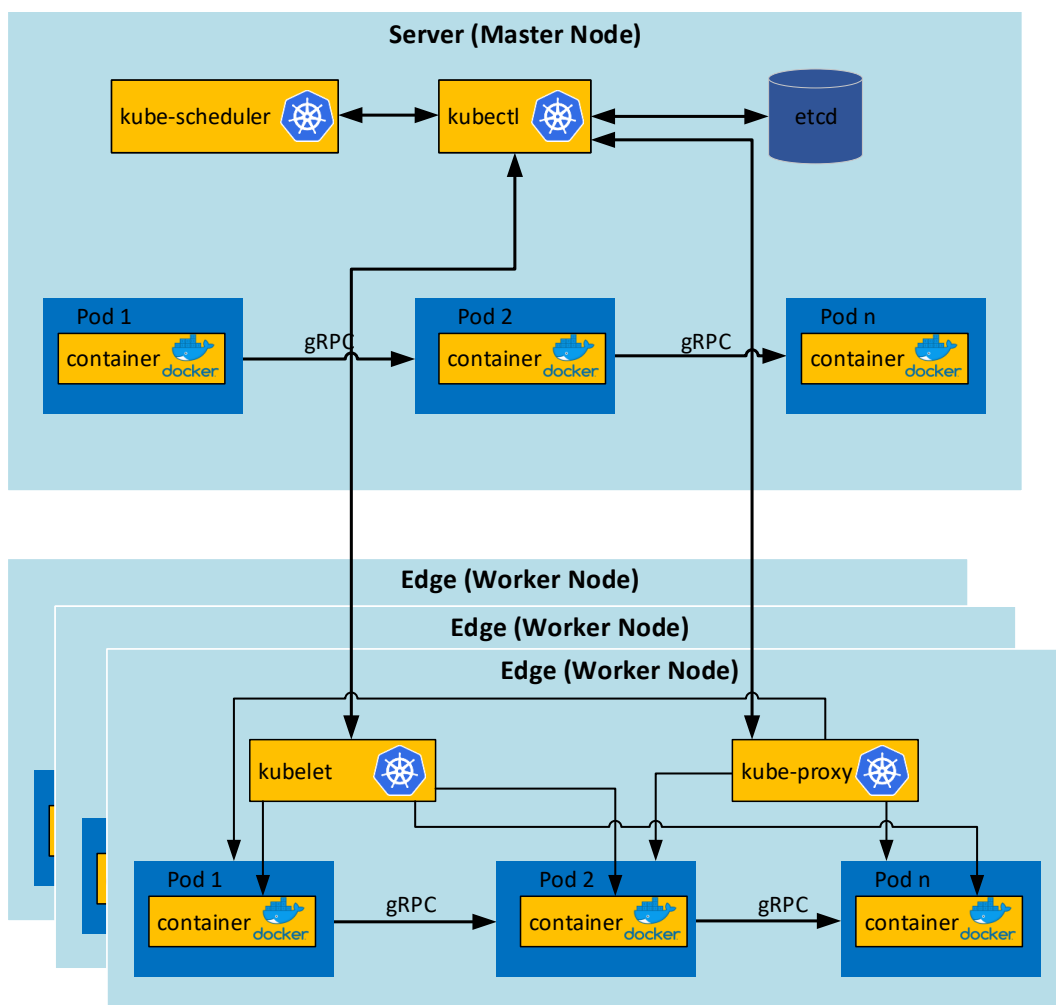 Server (Master Node)
kube-scheduler
kubectl
etcd
Pod 1
container
docker
gRPC
Pod 2
container
docker
gRPC
Pod n
container
docker
Edge (Worker Node)
Edge (Worker Node)
Edge (Worker Node)
kubelet
kube-proxy
Pod 1
container
docker
gRPC
Pod 2
container
docker
gRPC
Pod n
container
docker